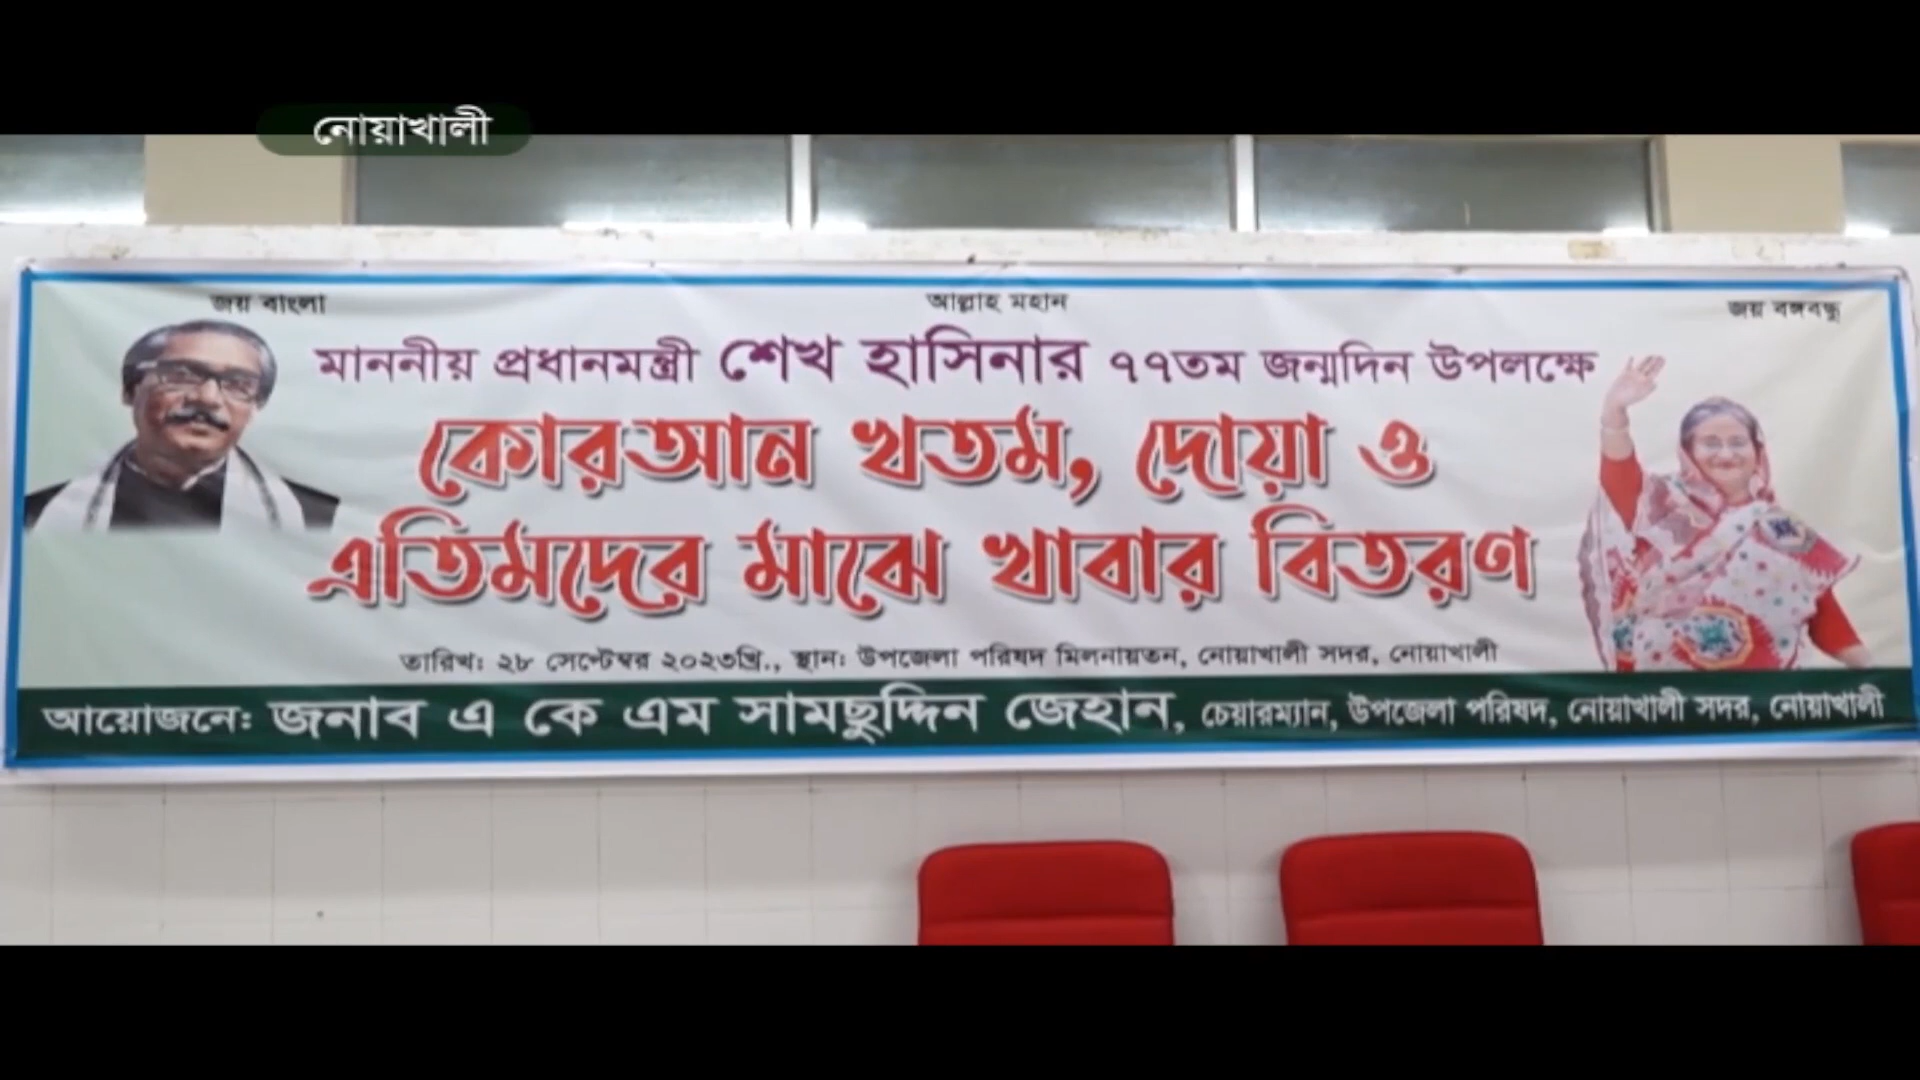 নোয়াখালী
জয় বাংলা
আল্লাহ মহান
জয় বঙ্গবন্ধু
মাননীয় প্রধানমন্ত্রী শেখ হাসিনার ৭৭তম জন্মদিন উপলক্ষে
কোরআন খতম, দোয়া ও
এতিমদের মাঝে খাবার বিতরণ
তারিখ: ২৮ সেপ্টেম্বর ২০২৩খ্রি., স্থান: উপজেলা পরিষদ মিলনায়তন, নোয়াখালী সদর, নোয়াখালী
আয়োজনে: জনাব এ কে এম সামছুদ্দিন জেহান, চেয়ারম্যান, উপজেলা পরিষদ, নোয়াখালী সদর, নোয়াখালী